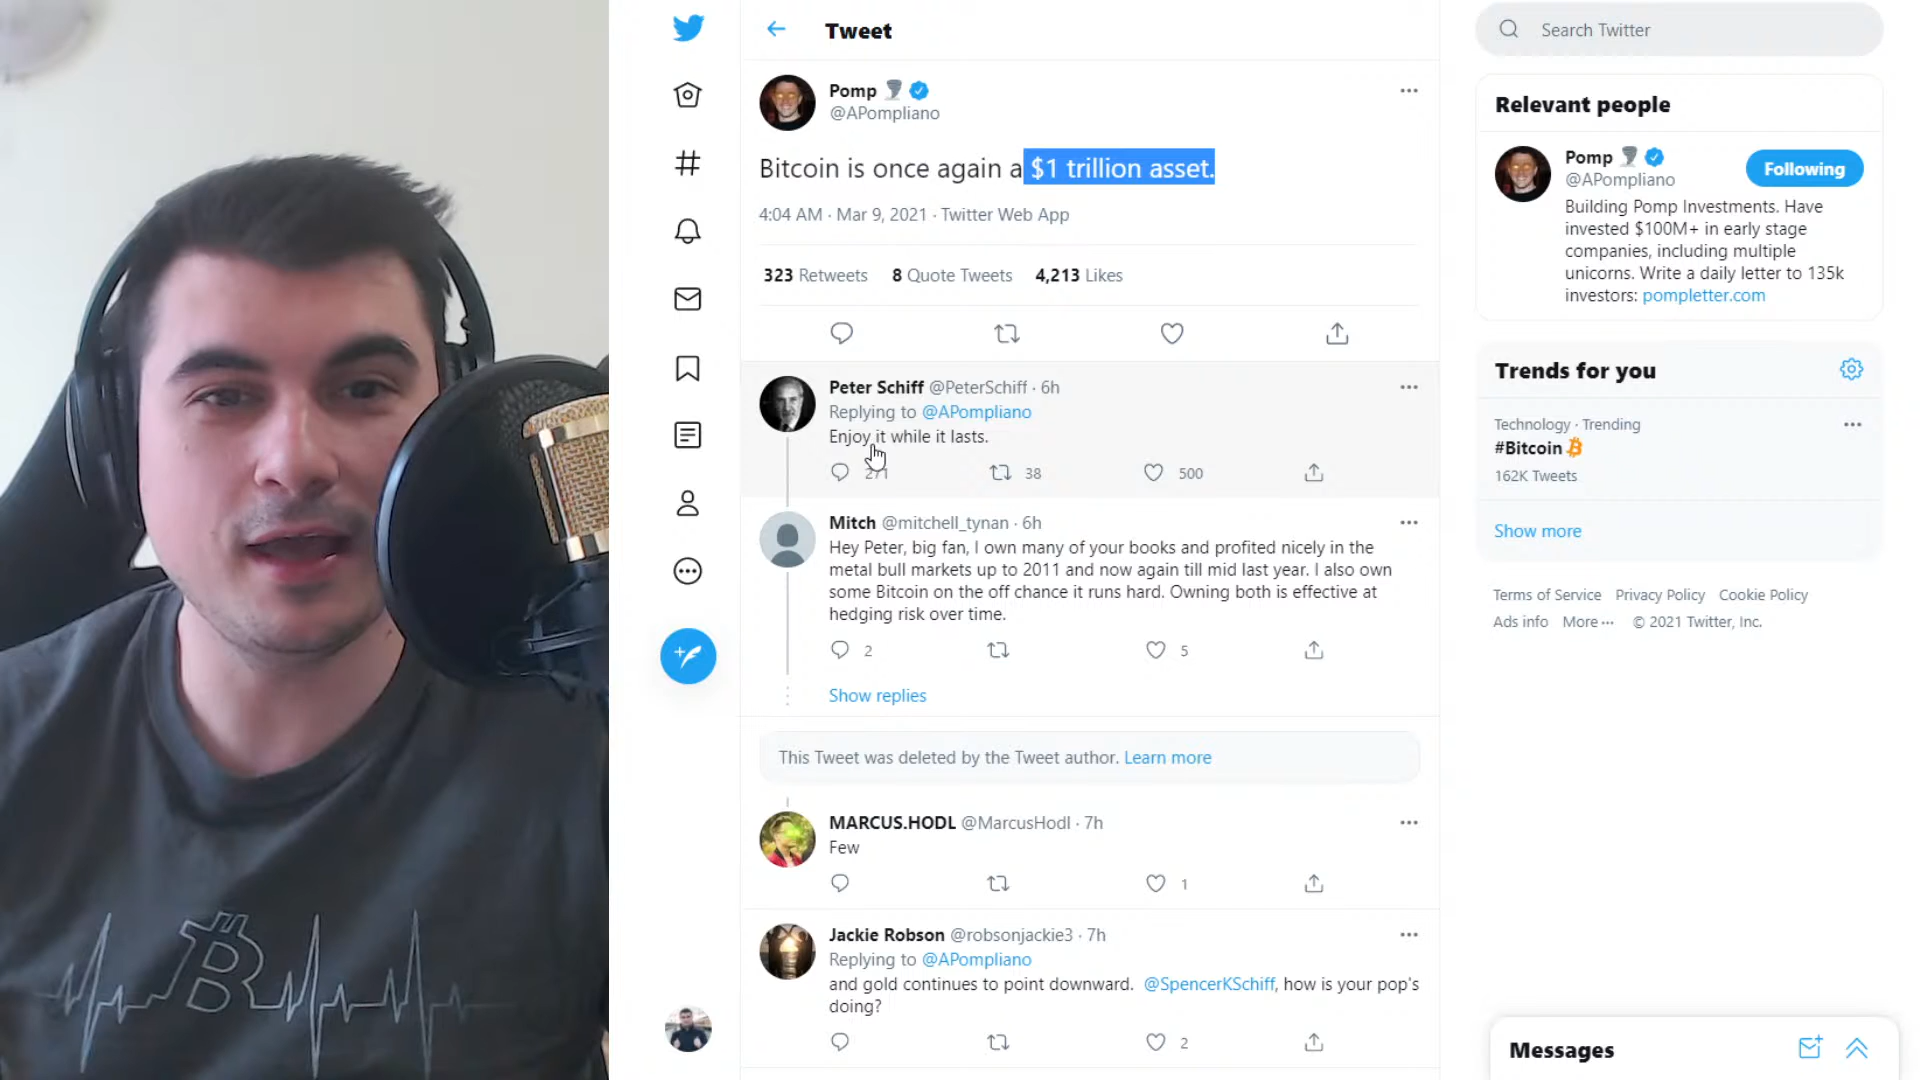 Tweet
Search Twitter
Pomp
@APompliano
Bitcoin is once again a $1 trillion asset.
4:04 AM · Mar 9, 2021 · Twitter Web App
323 Retweets 8 Quote Tweets 4,213 Likes
Peter Schiff @PeterSchiff · 6h
Replying to @APompliano
Enjoy it while it lasts.
271 38 500
Mitch @mitchell_tynan · 6h
Hey Peter, big fan, I own many of your books and profited nicely in the
metal bull markets up to 2011 and now again till mid last year. I also own
some Bitcoin on the off chance it runs hard. Owning both is effective at
hedging risk over time.
2 5
Show replies
This Tweet was deleted by the Tweet author. Learn more
MARCUS.HODL @MarcusHodl · 7h
Few
1
Jackie Robson @robsonjackie3 · 7h
Replying to @APompliano
and gold continues to point downward. @SpencerKSchiff, how is your pop's
doing?
2
Relevant people
Pomp
@APompliano
Following
Building Pomp Investments. Have
invested $100M+ in early stage
companies, including multiple
unicorns. Write a daily letter to 135k
investors: pompletter.com
Trends for you
Technology · Trending
#Bitcoin
162K Tweets
Show more
Terms of Service Privacy Policy Cookie Policy
Ads info More ··· © 2021 Twitter, Inc.
Messages